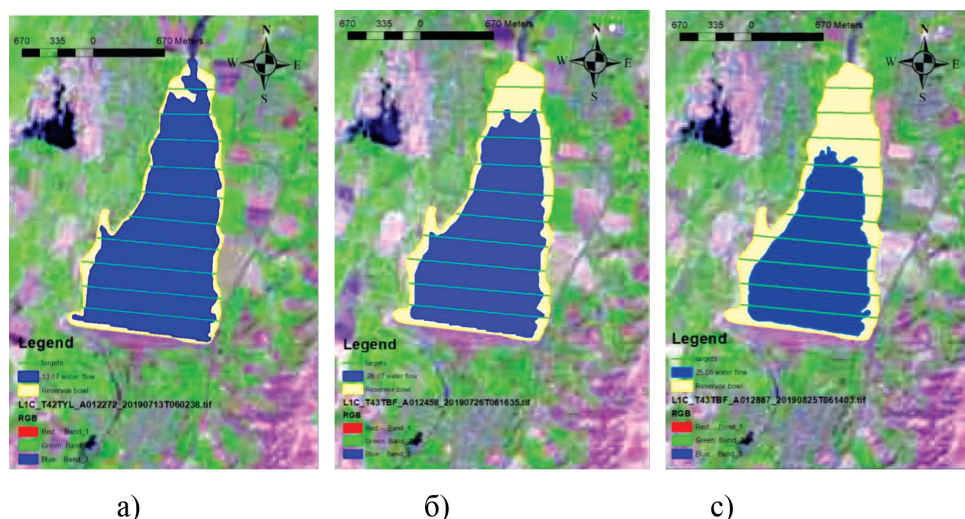 670 335 0 670 Meters
N
W E
S
Legend
targets
13.07 water flow
Reservoir bowl
L1C_T42TYL_A012272_20190713T060238.tif
RGB
Red: Band_1
Green: Band_2
Blue: Band_3
а)
670 335 0 670 Meters
N
W E
S
Legend
targets
26.07 water flow
Reservoir bowl
L1C_T43TBF_A012458_20190726T061635.tif
RGB
Red: Band_1
Green: Band_2
Blue: Band_3
б)
670 335 0 670 Meters
N
W E
S
Legend
targets
25.08 water flow
Reservoir bowl
L1C_T43TBF_A012887_20190825T061403.tif
RGB
Red: Band_1
Green: Band_2
Blue: Band_3
с)